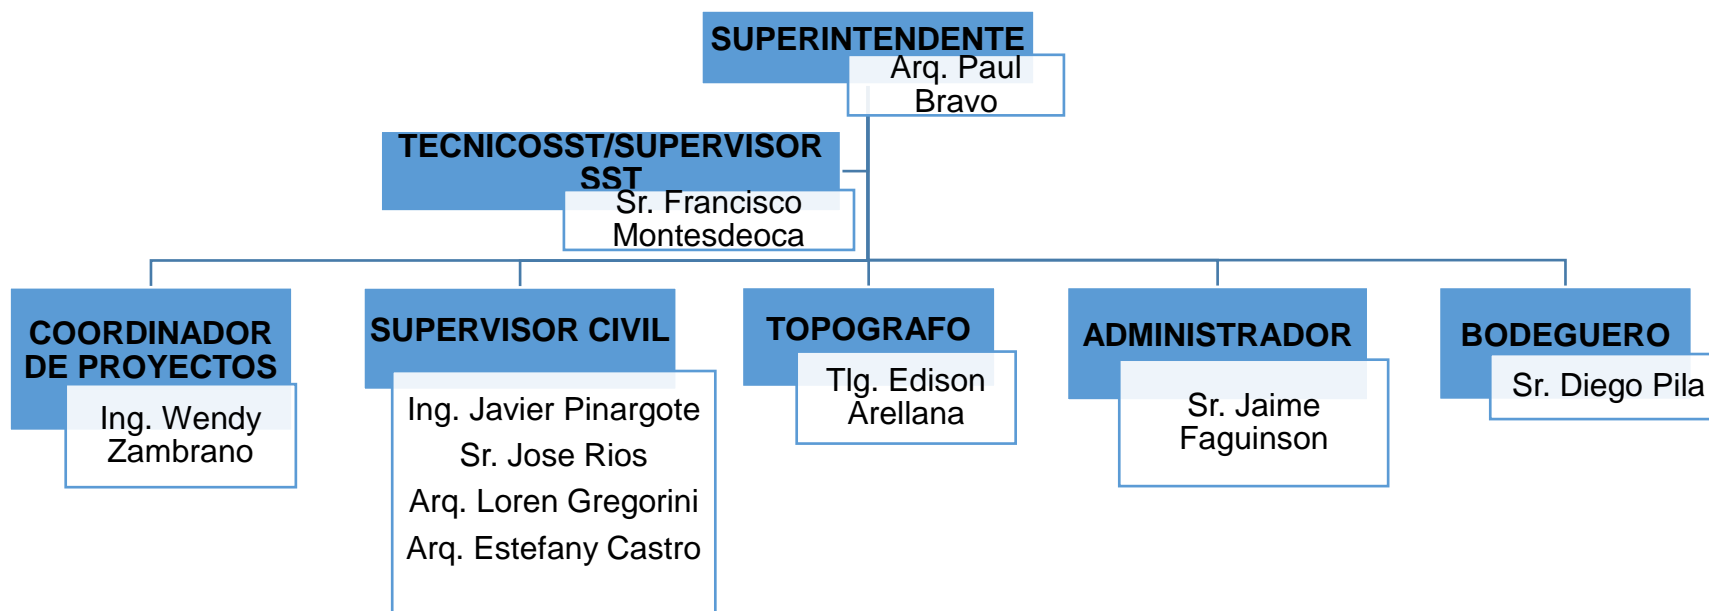 SUPERINTENDENTE
Arq. Paul
Bravo
TECNICOSST/SUPERVISOR
SST
Sr. Francisco
Montesdeoca
COORDINADOR
DE PROYECTOS
Ing. Wendy
Zambrano
SUPERVISOR CIVIL
Ing. Javier Pinargote
Sr. Jose Rios
Arq. Loren Gregorini
Arq. Estefany Castro
TOPOGRAFO
Tlg. Edison
Arellana
ADMINISTRADOR
Sr. Jaime
Faguinson
BODEGUERO
Sr. Diego Pila